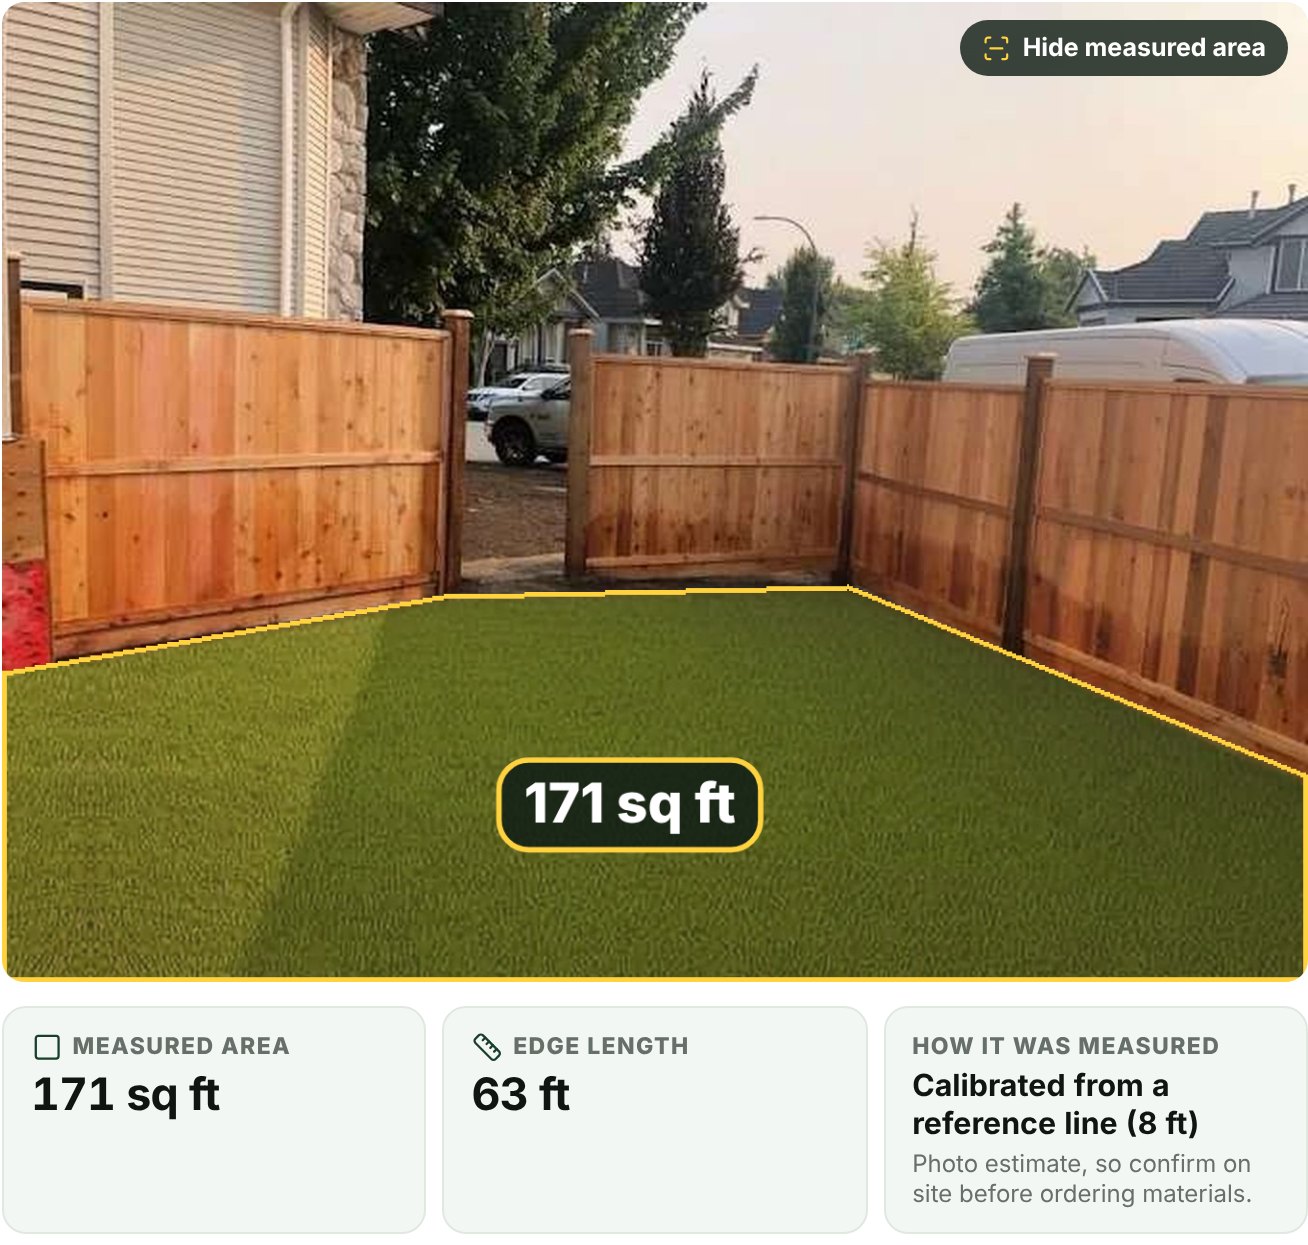 Hide measured area
171 sq ft
MEASURED AREA
171 sq ft
EDGE LENGTH
63 ft
HOW IT WAS MEASURED
Calibrated from a
reference line (8 ft)
Photo estimate, so confirm on
site before ordering materials.